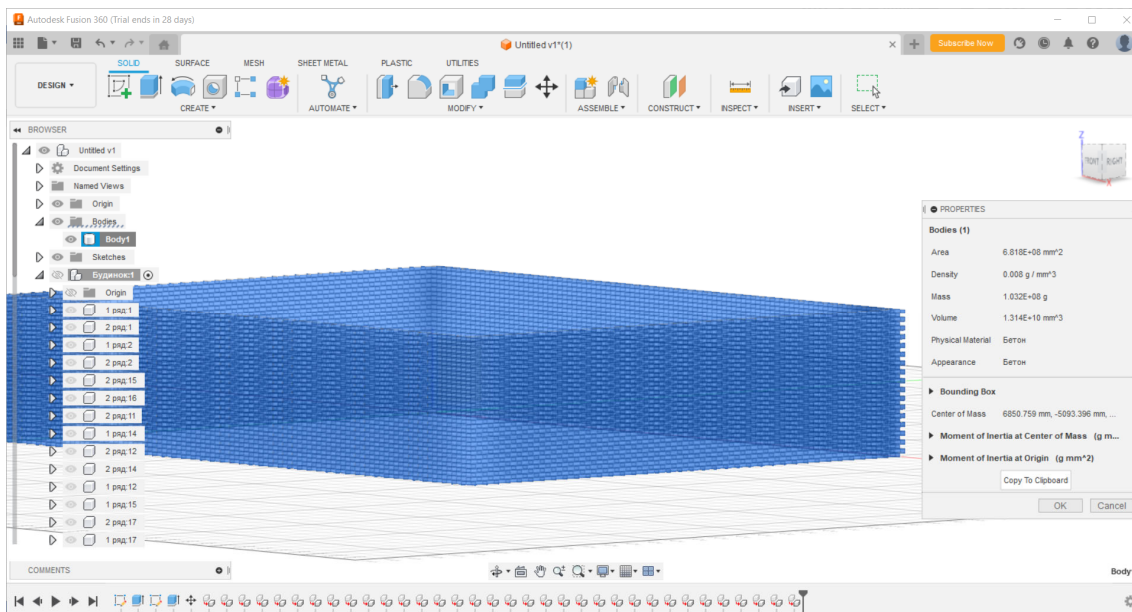 Autodesk Fusion 360 (Trial ends in 28 days)
Untitled v1*(1)
Subscribe Now
DESIGN
SOLID SURFACE MESH SHEET METAL PLASTIC UTILITIES
CREATE AUTOMATE MODIFY ASSEMBLE CONSTRUCT INSPECT INSERT SELECT
BROWSER
Untitled v1
Document Settings
Named Views
Origin
Bodies
Body1
Sketches
Будинок:1
Origin
1 ряд:1
2 ряд:1
1 ряд:2
2 ряд:2
2 ряд:15
2 ряд:16
2 ряд:11
1 ряд:14
2 ряд:12
2 ряд:14
1 ряд:12
1 ряд:15
2 ряд:17
1 ряд:17
Z
FRONT RIGHT
X
PROPERTIES
Bodies (1)
Area 6.818E+08 mm^2
Density 0.008 g / mm^3
Mass 1.032E+08 g
Volume 1.314E+10 mm^3
Physical Material Бетон
Appearance Бетон
Bounding Box
Center of Mass 6850.759 mm, -5093.396 mm, ...
Moment of Inertia at Center of Mass (g m...
Moment of Inertia at Origin (g mm^2)
Copy To Clipboard
OK Cancel
COMMENTS
Body